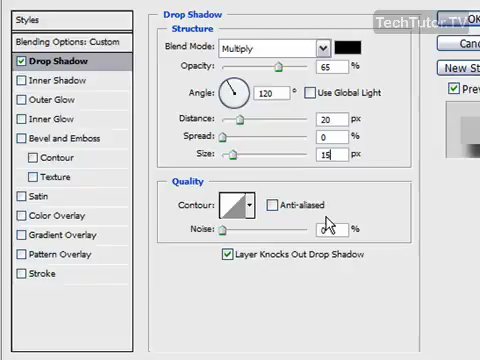 TechTutor.TV
Styles
Blending Options: Custom
Drop Shadow
Inner Shadow
Outer Glow
Inner Glow
Bevel and Emboss
Contour
Texture
Satin
Color Overlay
Gradient Overlay
Pattern Overlay
Stroke
Drop Shadow
Structure
Blend Mode: Multiply
Opacity: 65 %
Angle: 120 ° Use Global Light
Distance: 20 px
Spread: 0 %
Size: 15 px
Quality
Contour: Anti-aliased
Noise: 0 %
Layer Knocks Out Drop Shadow
OK
Canc
New St
Prev